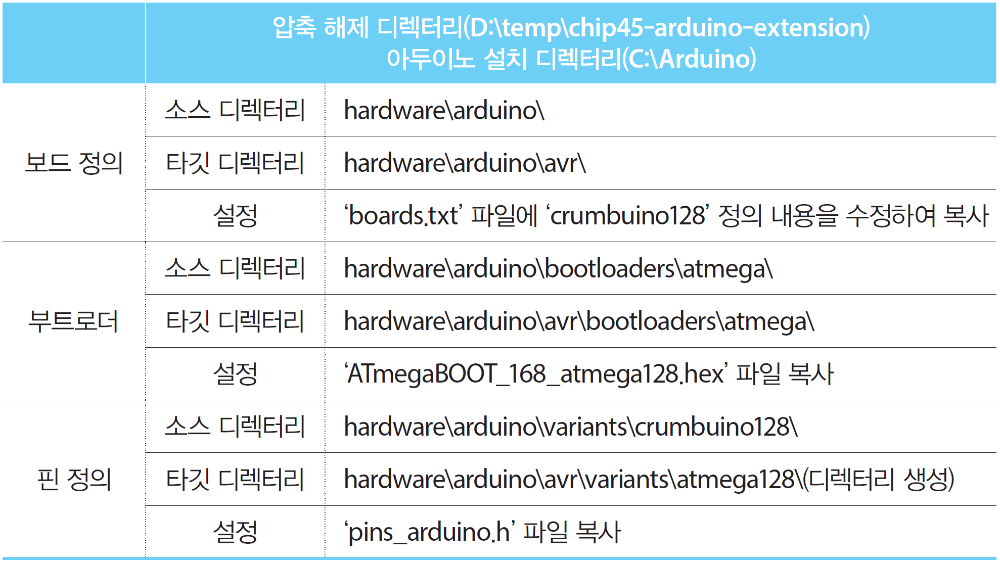 압축 해제 디렉터리(D:\temp\chip45-arduino-extension)
아두이노 설치 디렉터리(C:\Arduino)
보드 정의
소스 디렉터리 hardware\arduino\
타깃 디렉터리 hardware\arduino\avr\
설정 ‘boards.txt’ 파일에 ‘crumbuino128’ 정의 내용을 수정하여 복사
부트로더
소스 디렉터리 hardware\arduino\bootloaders\atmega\
타깃 디렉터리 hardware\arduino\avr\bootloaders\atmega\
설정 ‘ATmegaBOOT_168_atmega128.hex’ 파일 복사
핀 정의
소스 디렉터리 hardware\arduino\variants\crumbuino128\
타깃 디렉터리 hardware\arduino\avr\variants\atmega128\(디렉터리 생성)
설정 ‘pins_arduino.h’ 파일 복사